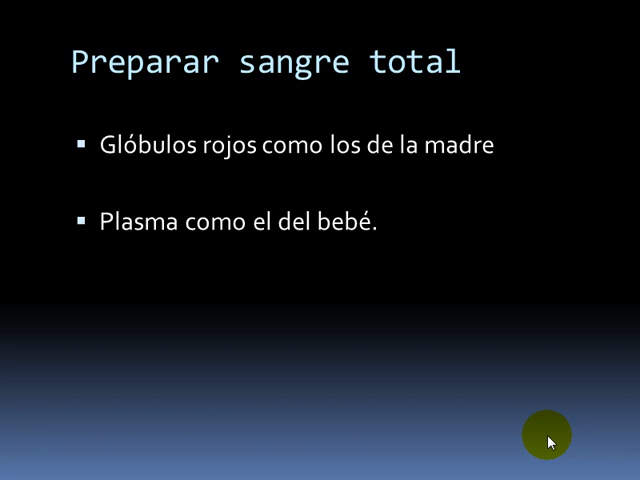 Preparar sangre total
Glóbulos rojos como los de la madre
Plasma como el del bebé.